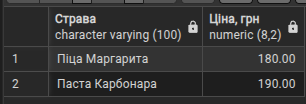 Страва Ціна, грн
character varying (100) numeric (8,2)
1 Піца Маргарита 180.00
2 Паста Карбонара 190.00